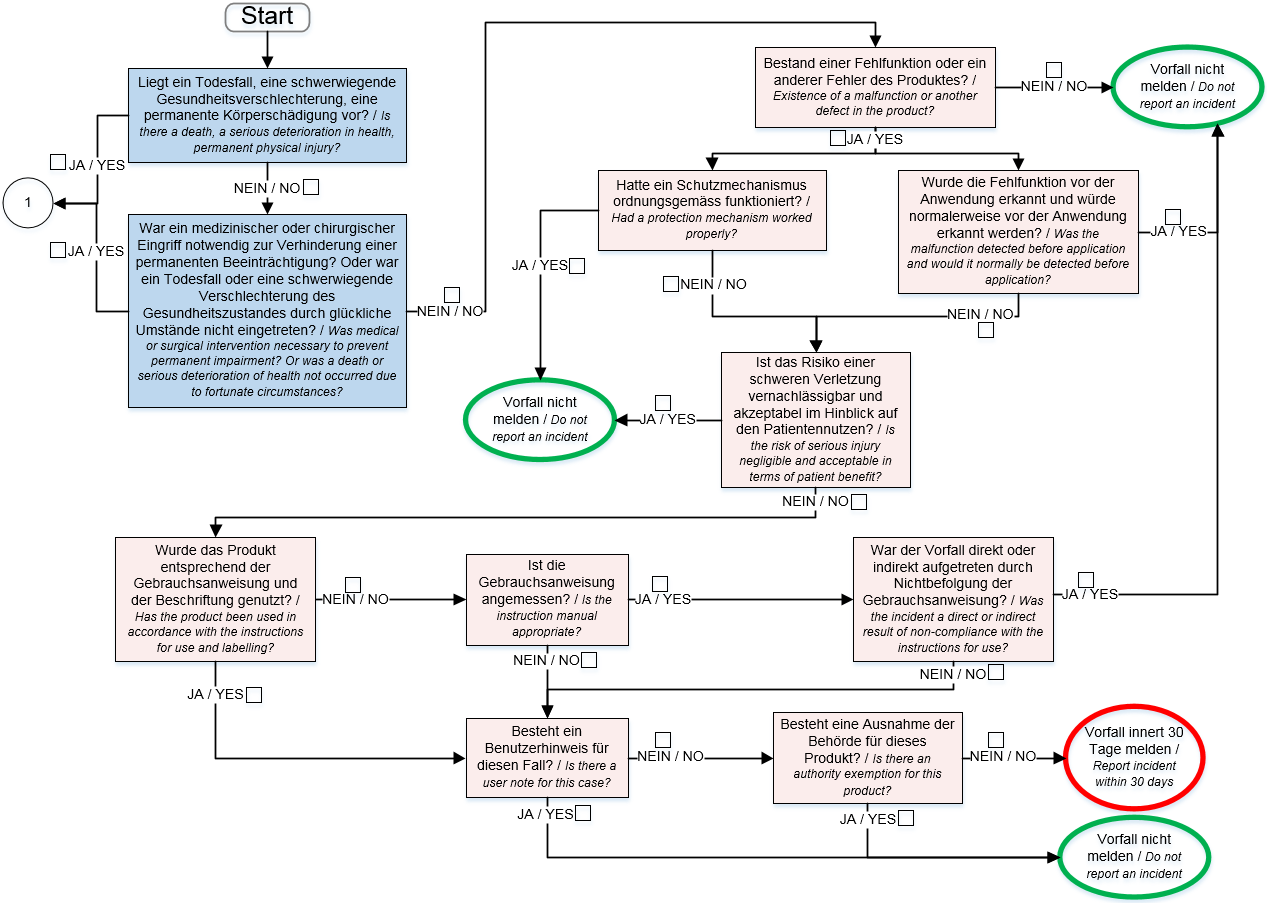 Start
Liegt ein Todesfall, eine schwerwiegende
Gesundheitsverschlechterung, eine
permanente Körperschädigung vor? / Is
there a death, a serious deterioration in health,
permanent physical injury?
JA / YES
NEIN / NO
1
JA / YES
War ein medizinischer oder chirurgischer
Eingriff notwendig zur Verhinderung einer
permanenten Beeinträchtigung? Oder war
ein Todesfall oder eine schwerwiegende
Verschlechterung des
Gesundheitszustandes durch glückliche
Umstände nicht eingetreten? / Was medical
or surgical intervention necessary to prevent
permanent impairment? Or was a death or
serious deterioration of health not occurred due
to fortunate circumstances?
NEIN / NO
Bestand einer Fehlfunktion oder ein
anderer Fehler des Produktes? /
Existence of a malfunction or another
defect in the product?
NEIN / NO
Vorfall nicht
melden / Do not
report an incident
JA / YES
Hatte ein Schutzmechanismus
ordnungsgemäss funktioniert? /
Had a protection mechanism worked
properly?
JA / YES
NEIN / NO
Wurde die Fehlfunktion vor der
Anwendung erkannt und würde
normalerweise vor der Anwendung
erkannt werden? / Was the
malfunction detected before application
and would it normally be detected before
application?
JA / YES
NEIN / NO
Ist das Risiko einer
schweren Verletzung
vernachlässigbar und
akzeptabel im Hinblick auf
den Patientennutzen? / Is
the risk of serious injury
negligible and acceptable in
terms of patient benefit?
JA / YES
Vorfall nicht
melden / Do not
report an incident
NEIN / NO
Wurde das Produkt
entsprechend der
Gebrauchsanweisung und
der Beschriftung genutzt? /
Has the product been used in
accordance with the instructions
for use and labelling?
NEIN / NO
JA / YES
Ist die
Gebrauchsanweisung
angemessen? / Is the
instruction manual
appropriate?
JA / YES
NEIN / NO
War der Vorfall direkt oder
indirekt aufgetreten durch
Nichtbefolgung der
Gebrauchsanweisung? / Was
the incident a direct or indirect
result of non-compliance with the
instructions for use?
JA / YES
NEIN / NO
Besteht ein
Benutzerhinweis für
diesen Fall? / Is there a
user note for this case?
NEIN / NO
JA / YES
Besteht eine Ausnahme der
Behörde für dieses
Produkt? / Is there an
authority exemption for this
product?
NEIN / NO
JA / YES
Vorfall innert 30
Tage melden /
Report incident
within 30 days
Vorfall nicht
melden / Do not
report an incident